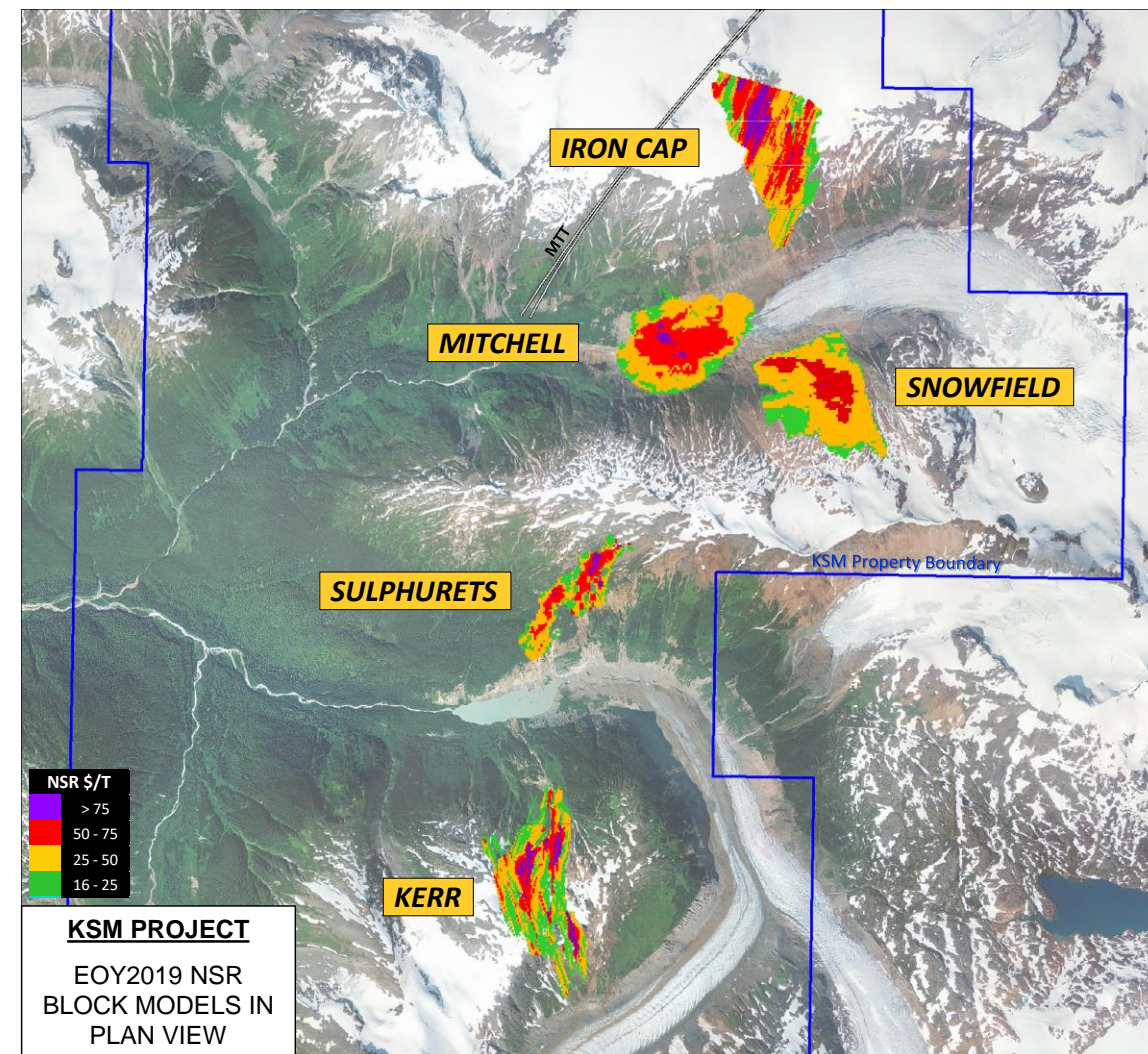 IRON CAP
MTT
MITCHELL
SNOWFIELD
KSM Property Boundary
SULPHURETS
KERR
NSR $/T
> 75
50 - 75
25 - 50
16 - 25
KSM PROJECT
EOY2019 NSR
BLOCK MODELS IN
PLAN VIEW